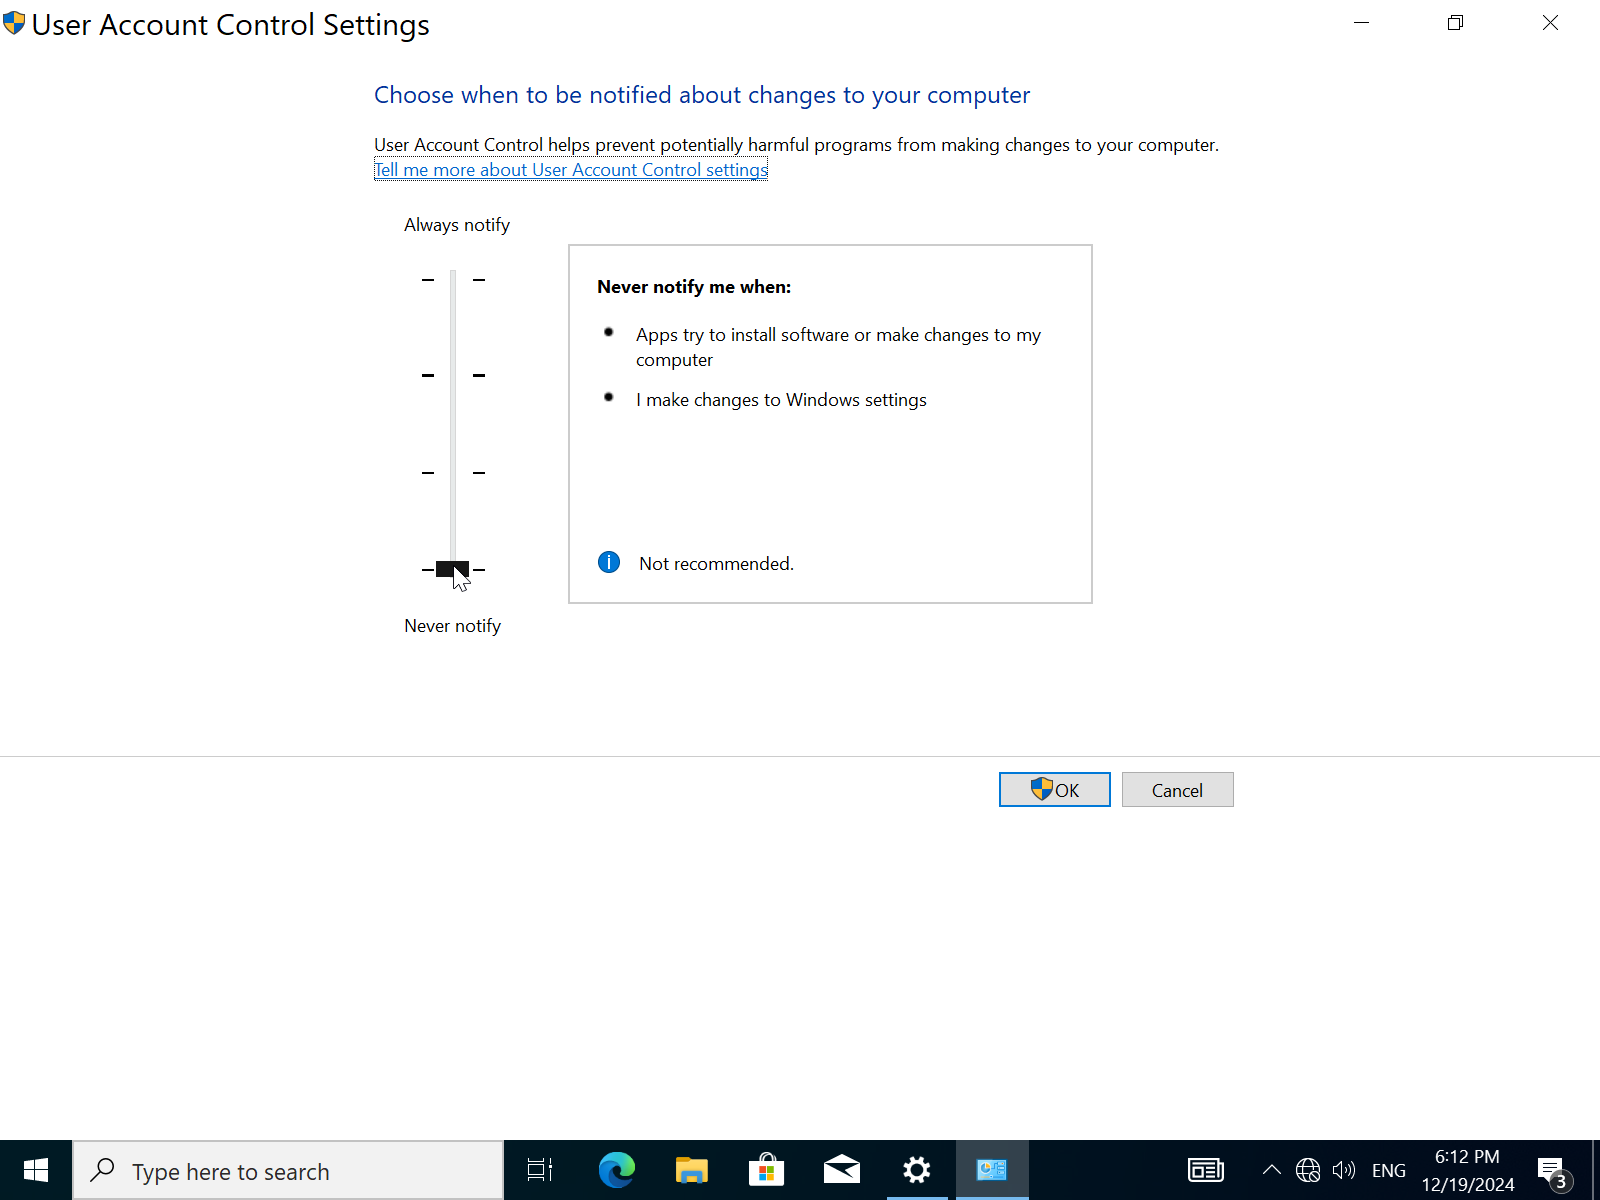 User Account Control Settings
Choose when to be notified about changes to your computer
User Account Control helps prevent potentially harmful programs from making changes to your computer.
Tell me more about User Account Control settings
Always notify
Never notify me when:
Apps try to install software or make changes to my
computer
I make changes to Windows settings
Not recommended.
Never notify
OK
Cancel
Type here to search
ENG
6:12 PM
12/19/2024
3